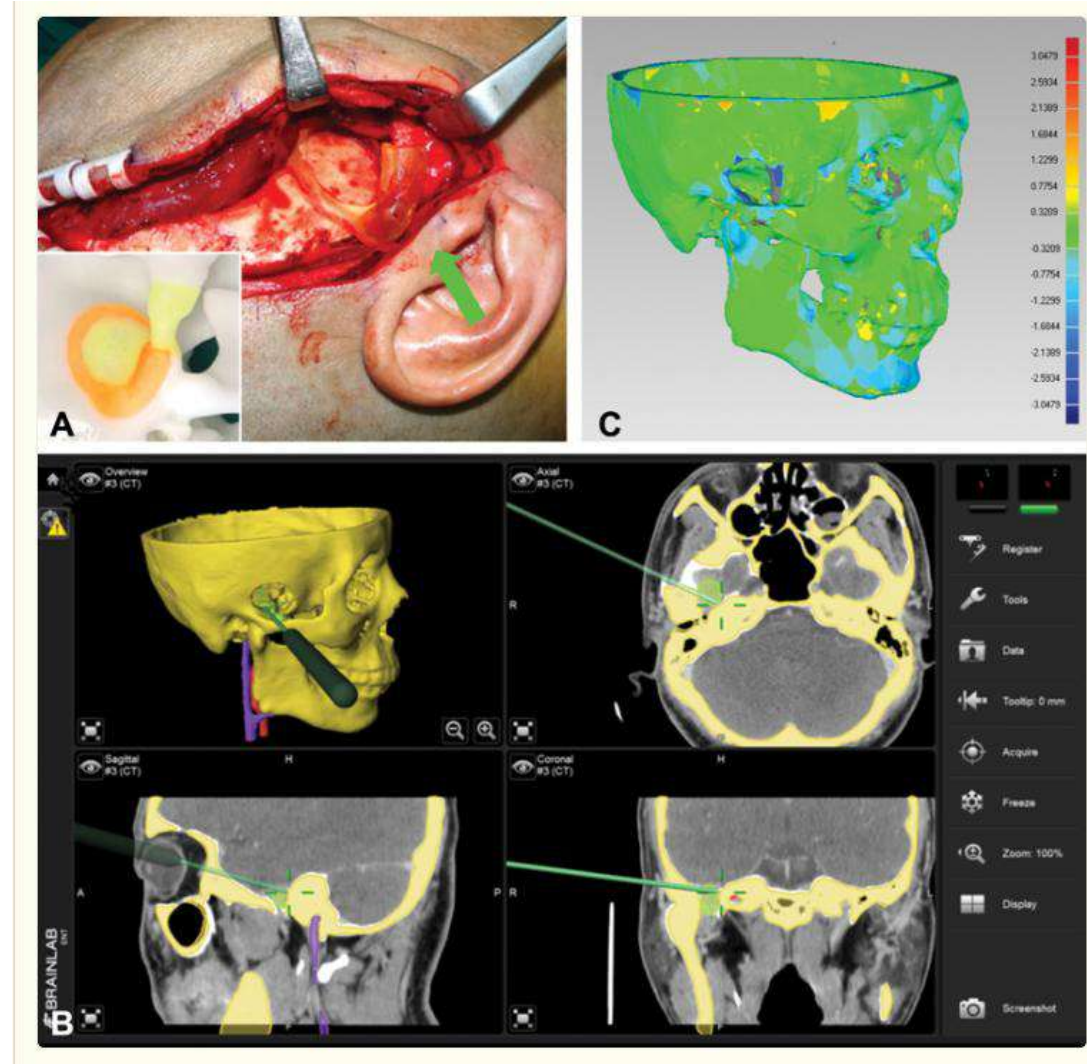 A
C
3.0479
2.5934
2.1389
1.6844
1.2299
0.7754
0.3209
-0.3209
-0.7754
-1.2299
-1.6844
-2.1389
-2.5934
-3.0479
Overview
#3 (CT)
Axial
#3 (CT)
R
L
Sagittal
#3 (CT)
H
A
P
Coronal
#3 (CT)
H
R
Register
Tools
Data
Tooltip: 0 mm
Acquire
Freeze
Zoom: 100%
Display
Screenshot
BRAINLAB
ENT
B